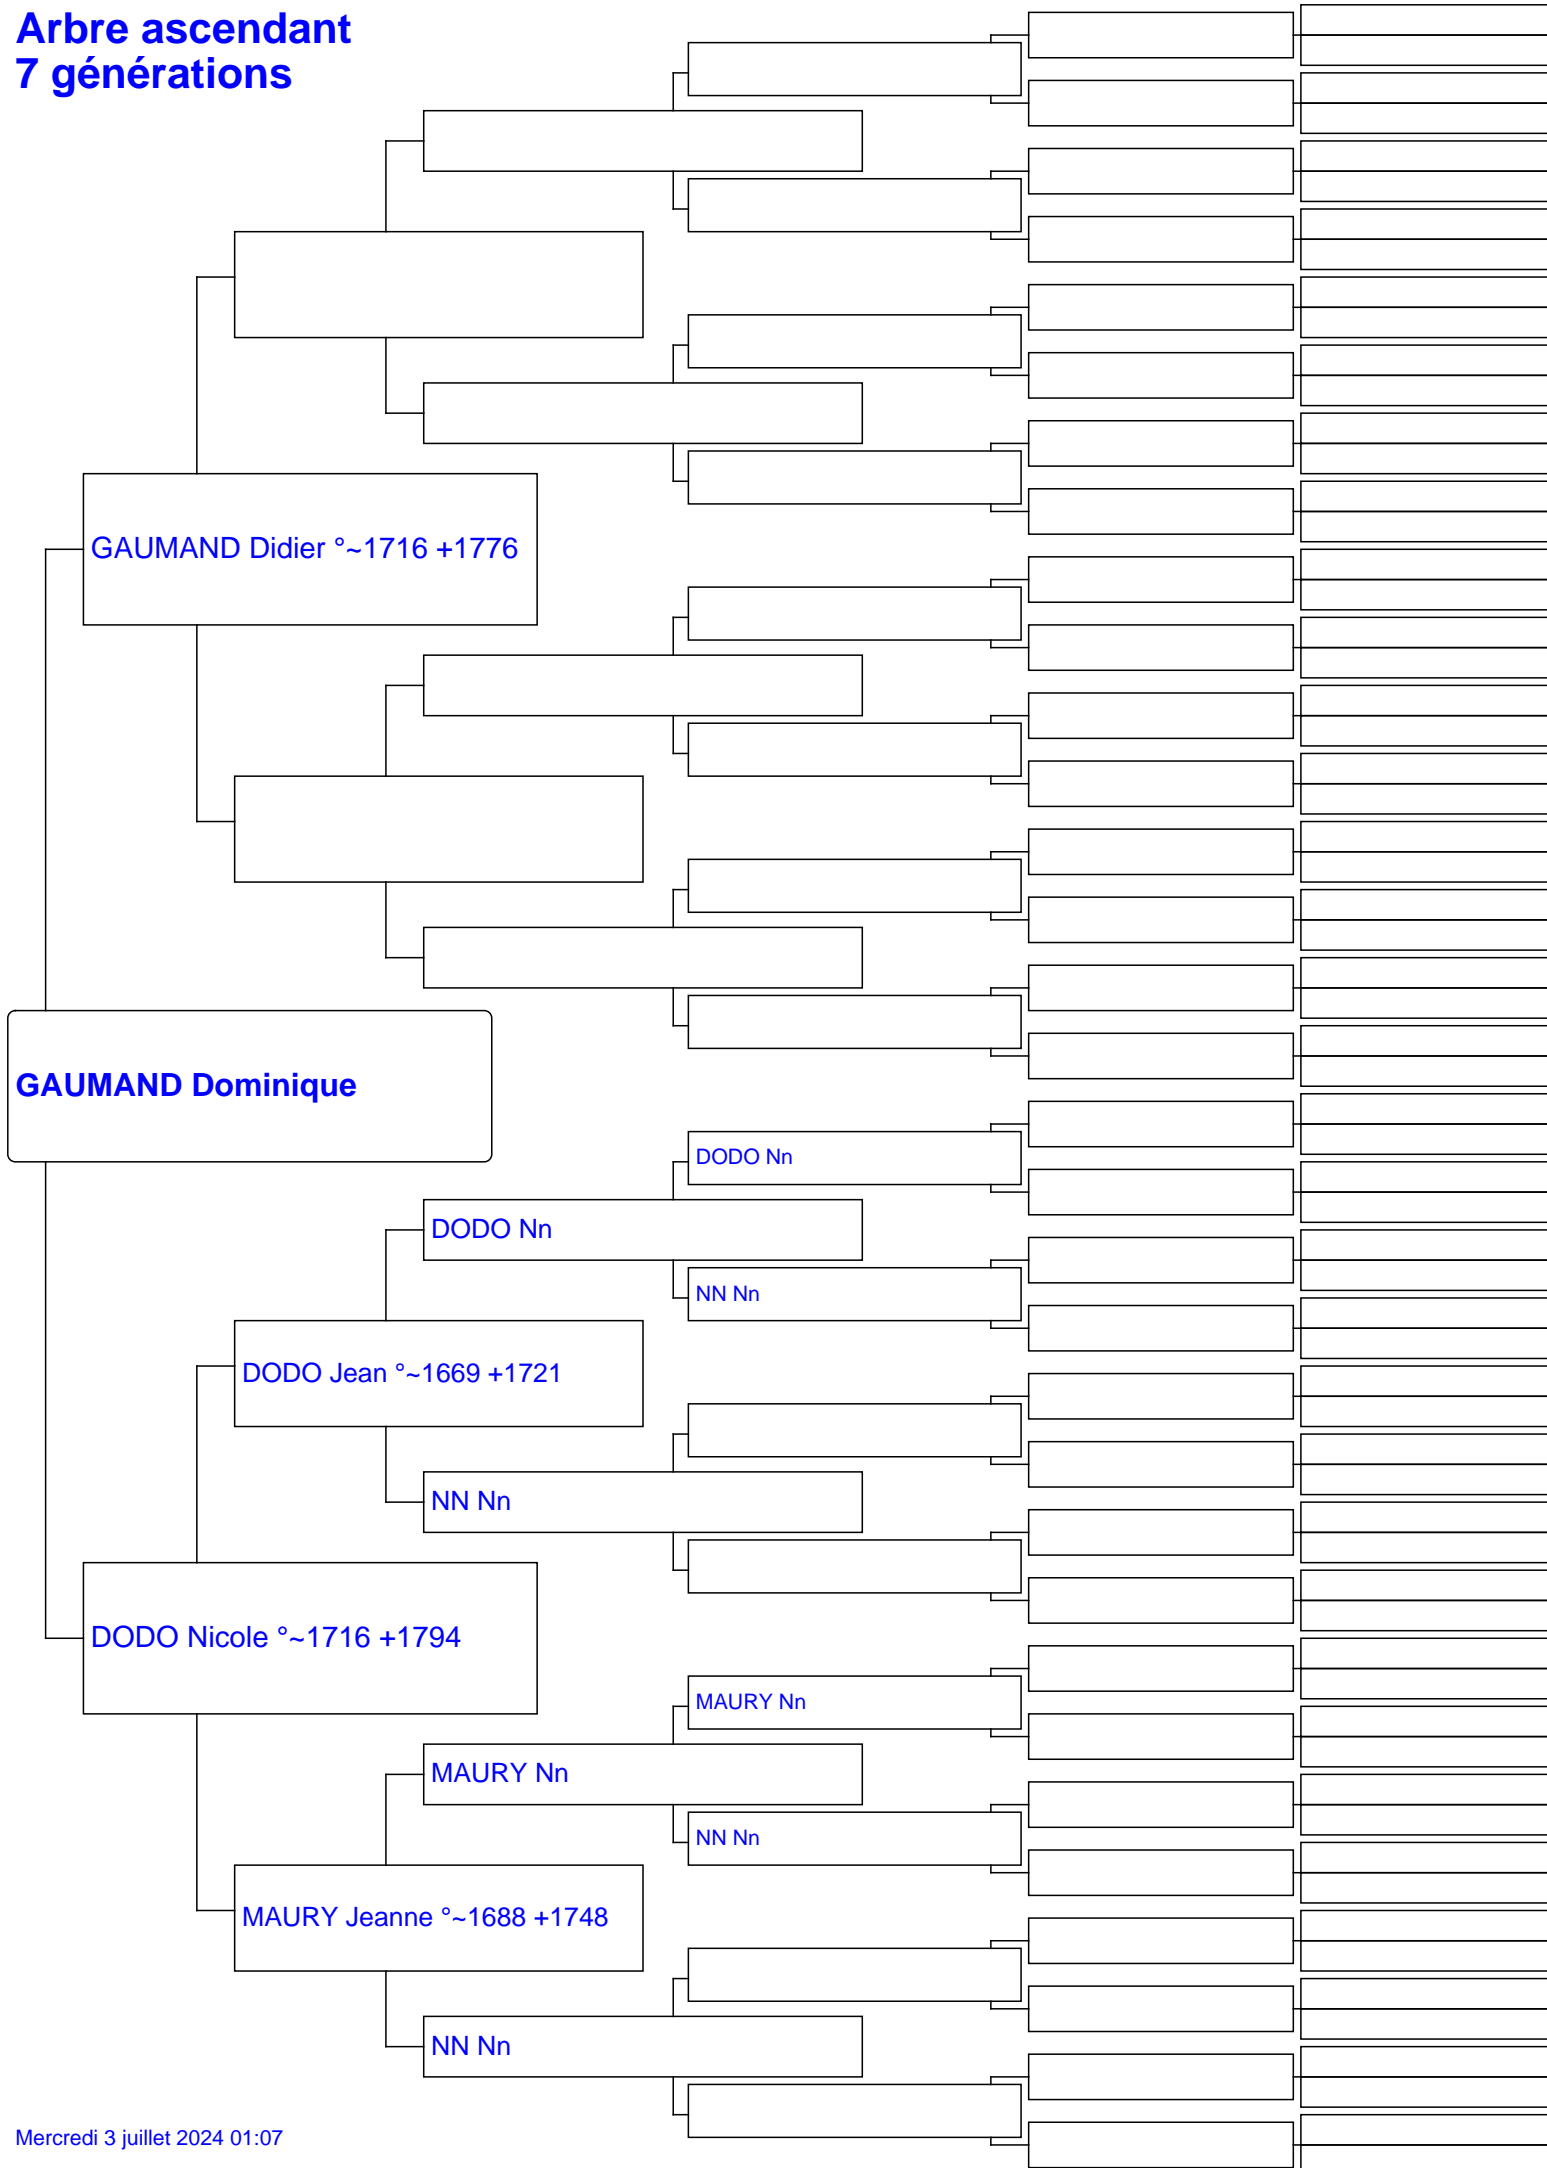 Arbre ascendant
7 générations
GAUMAND Didier °~1716 +1776
GAUMAND Dominique
DODO Nn
DODO Nn
NN Nn
DODO Jean °~1669 +1721
NN Nn
DODO Nicole °~1716 +1794
MAURY Nn
MAURY Nn
NN Nn
MAURY Jeanne °~1688 +1748
NN Nn
Mercredi 3 juillet 2024 01:07